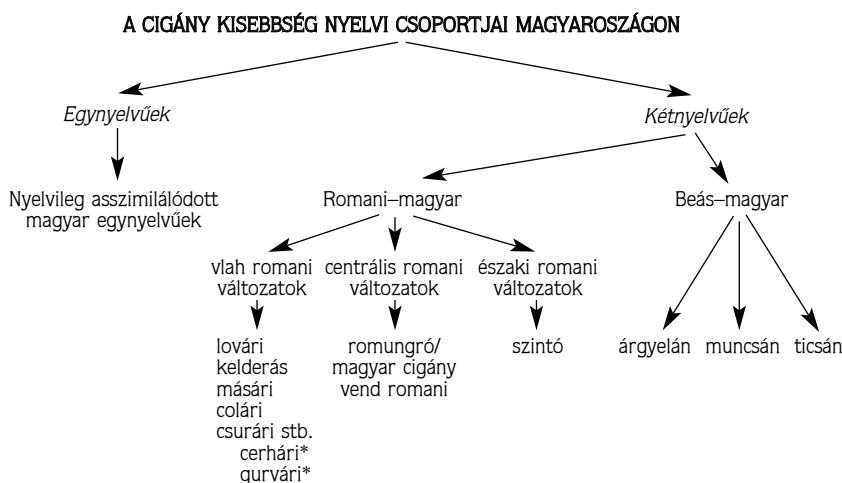 A CIGÁNY KISEBBSÉG NYELVI CSOPORTJAI MAGYAROSZÁGON
Egynyelvűek
Kétnyelvűek
Nyelvileg asszimilálódott
magyar egynyelvűek
Romani–magyar
Beás–magyar
vlah romani
változatok
centrális romani
változatok
északi romani
változatok
lovári
kelderás
másári
colári
csurári stb.
cerhári*
gurvári*
romungró/
magyar cigány
vend romani
szintó
árgyelán
muncsán
ticsán